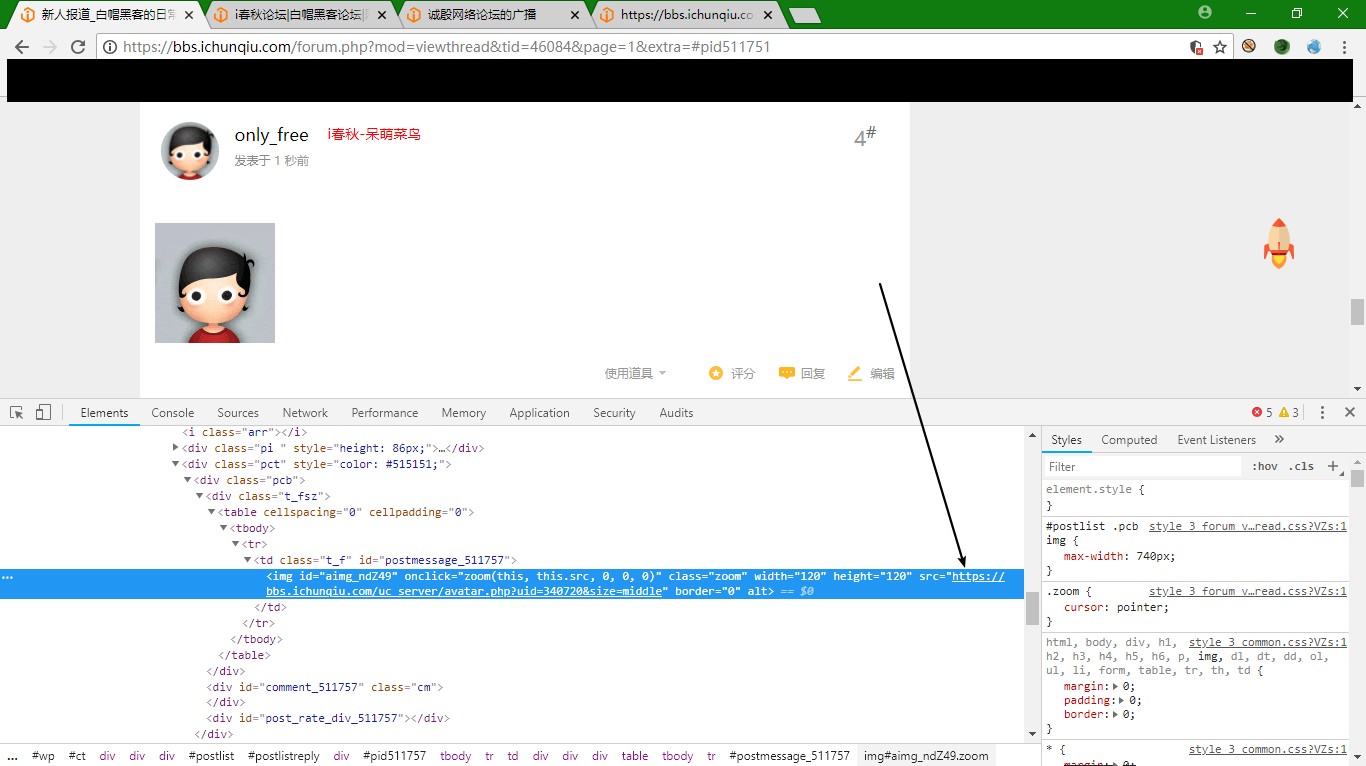 新人报道_白帽黑客的日常
i春秋论坛|白帽黑客论坛|
诚殷网络论坛的广播
https://bbs.ichunqiu.co
https://bbs.ichunqiu.com/forum.php?mod=viewthread&tid=46084&page=1&extra=#pid511751
only_free i春秋-呆萌菜鸟 4#
发表于 1 秒前
使用道具 评分 回复 编辑
Elements Console Sources Network Performance Memory Application Security Audits 5 3
<i class="arr"></i>
<div class="pi " style="height: 86px;">…</div>
<div class="pct" style="color: #515151;">
<div class="pcb">
<div class="t_fsz">
<table cellspacing="0" cellpadding="0">
<tbody>
<tr>
<td class="t_f" id="postmessage_511757">
<img id="aimg_ndZ49" onclick="zoom(this, this.src, 0, 0, 0)" class="zoom" width="120" height="120" src="https://
bbs.ichunqiu.com/uc_server/avatar.php?uid=340720&size=middle" border="0" alt> == $0
</td>
</tr>
</tbody>
</table>
</div>
<div id="comment_511757" class="cm">
</div>
<div id="post_rate_div_511757"></div>
</div>
... #wp #ct div div div #postlist #postlistreply div #pid511757 tbody tr td div div div table tbody tr #postmessage_511757 img#aimg_ndZ49.zoom
Styles Computed Event Listeners »
Filter :hov .cls +
element.style {
}
#postlist .pcb style_3_forum_v…read.css?VZs:1
img {
max-width: 740px;
}
.zoom { style_3_forum_v…read.css?VZs:1
cursor: pointer;
}
html, body, div, h1, style_3_common.css?VZs:1
h2, h3, h4, h5, h6, p, img, dl, dt, dd, ol,
ul, li, form, table, tr, th, td {
margin: 0;
padding: 0;
border: 0;
}
* { style_3_common.css?VZs:1
margin: 0;